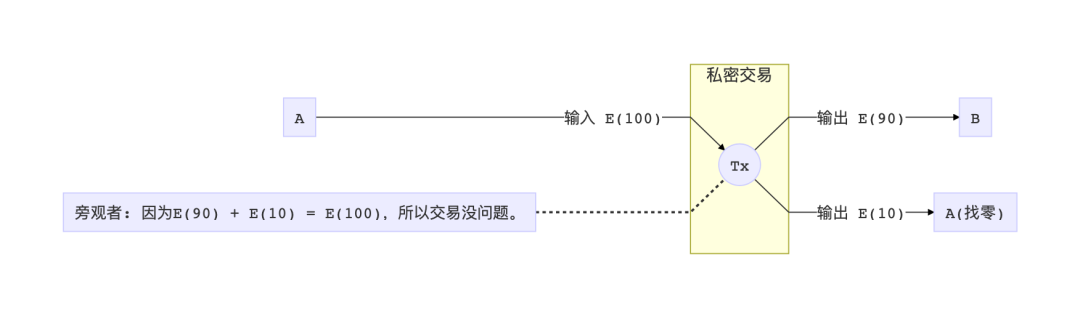 私密交易
A
输入 E(100)
输出 E(90)
B
Tx
旁观者：因为E(90) + E(10) = E(100)，所以交易没问题。
输出 E(10)
A(找零)